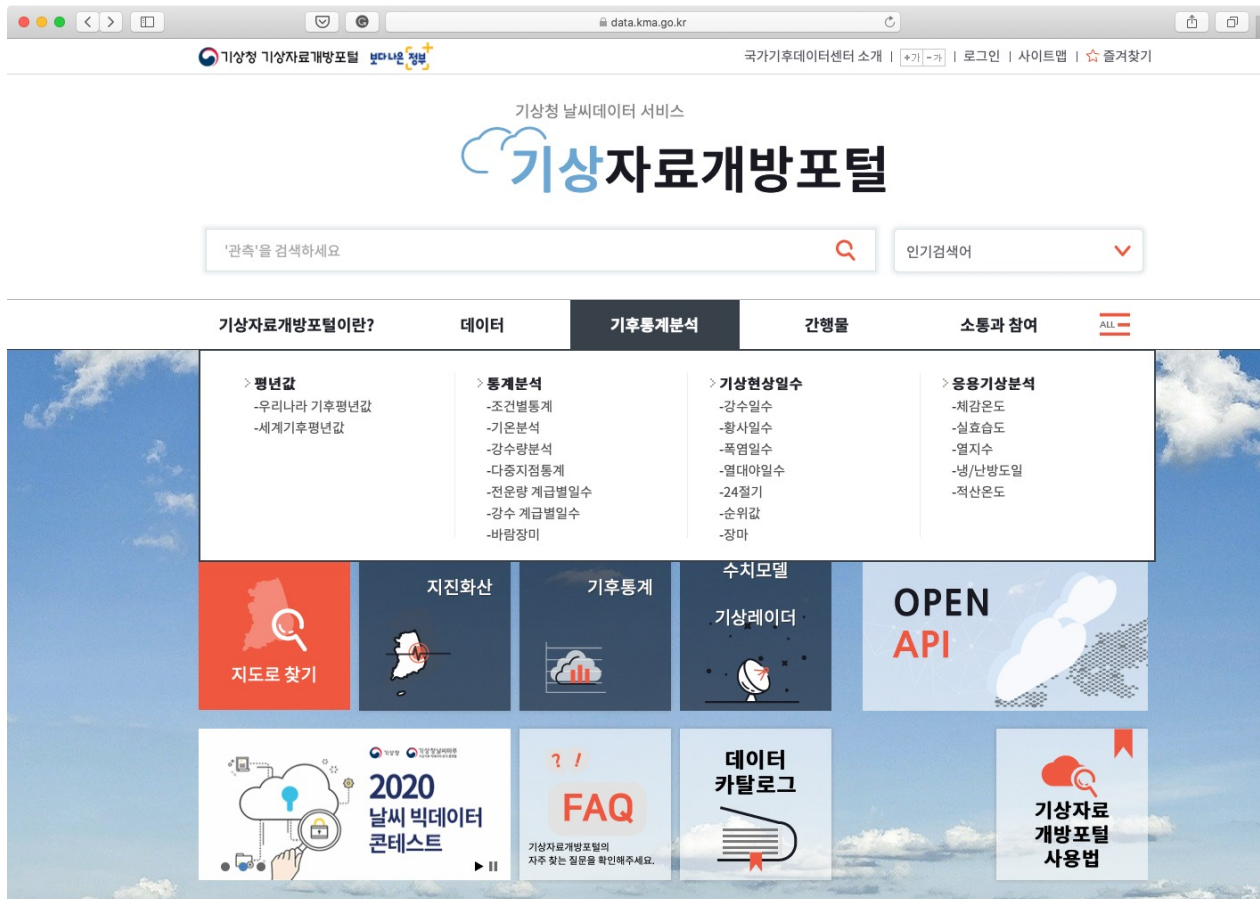 data.kma.go.kr
기상청 기상자료개방포털 보다나은 정부
국가기후데이터센터 소개 | +가 -가 | 로그인 | 사이트맵 | ☆ 즐겨찾기
기상청 날씨데이터 서비스
기상자료개방포털
'관측'을 검색하세요
인기검색어
기상자료개방포털이란? 데이터 기후통계분석 간행물 소통과 참여 ALL
> 평년값
-우리나라 기후평년값
-세계기후평년값
> 통계분석
-조건별통계
-기온분석
-강수량분석
-다중지점통계
-전운량 계급별일수
-강수 계급별일수
-바람장미
> 기상현상일수
-강수일수
-황사일수
-폭염일수
-열대야일수
-24절기
-순위값
-장마
> 응용기상분석
-체감온도
-실효습도
-열지수
-냉/난방도일
-적산온도
지도로 찾기
지진화산
기후통계
수치모델
기상레이더
OPEN
API
기상청 기상청날씨마루
2020
날씨 빅데이터
콘테스트
? !
FAQ
기상자료개방포털의
자주 찾는 질문을 확인해주세요.
데이터
카탈로그
기상자료
개방포털
사용법